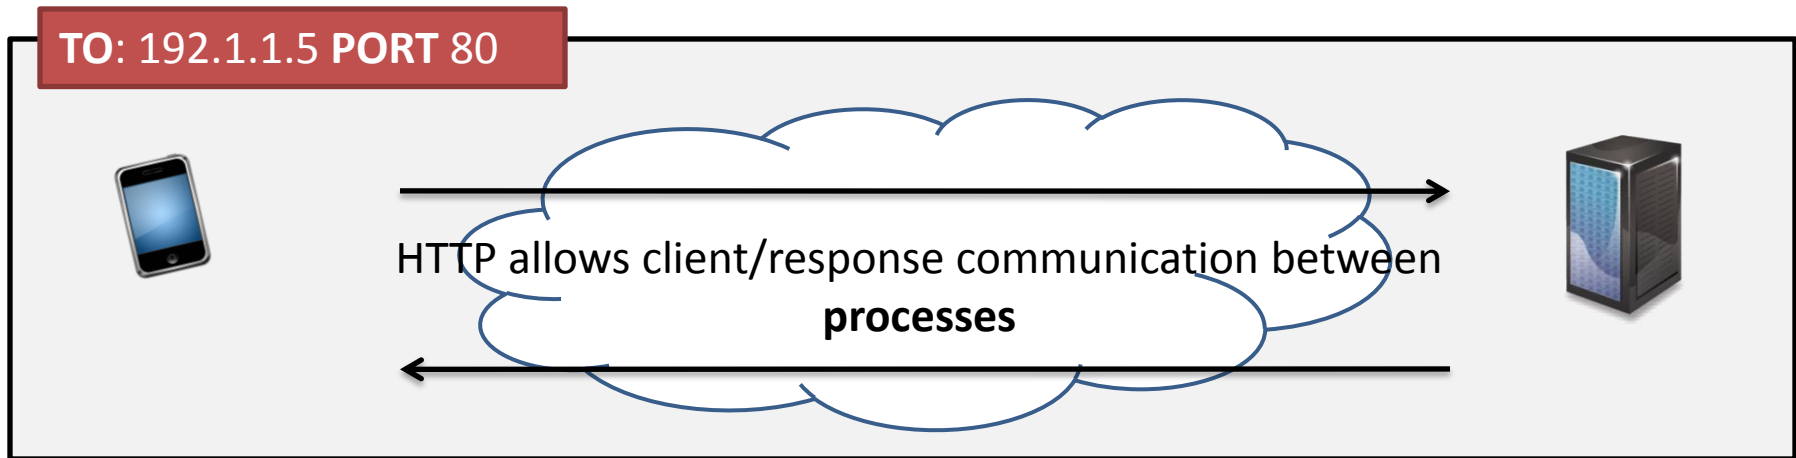 TO: 192.1.1.5 PORT 80
HTTP allows client/response communication between
processes